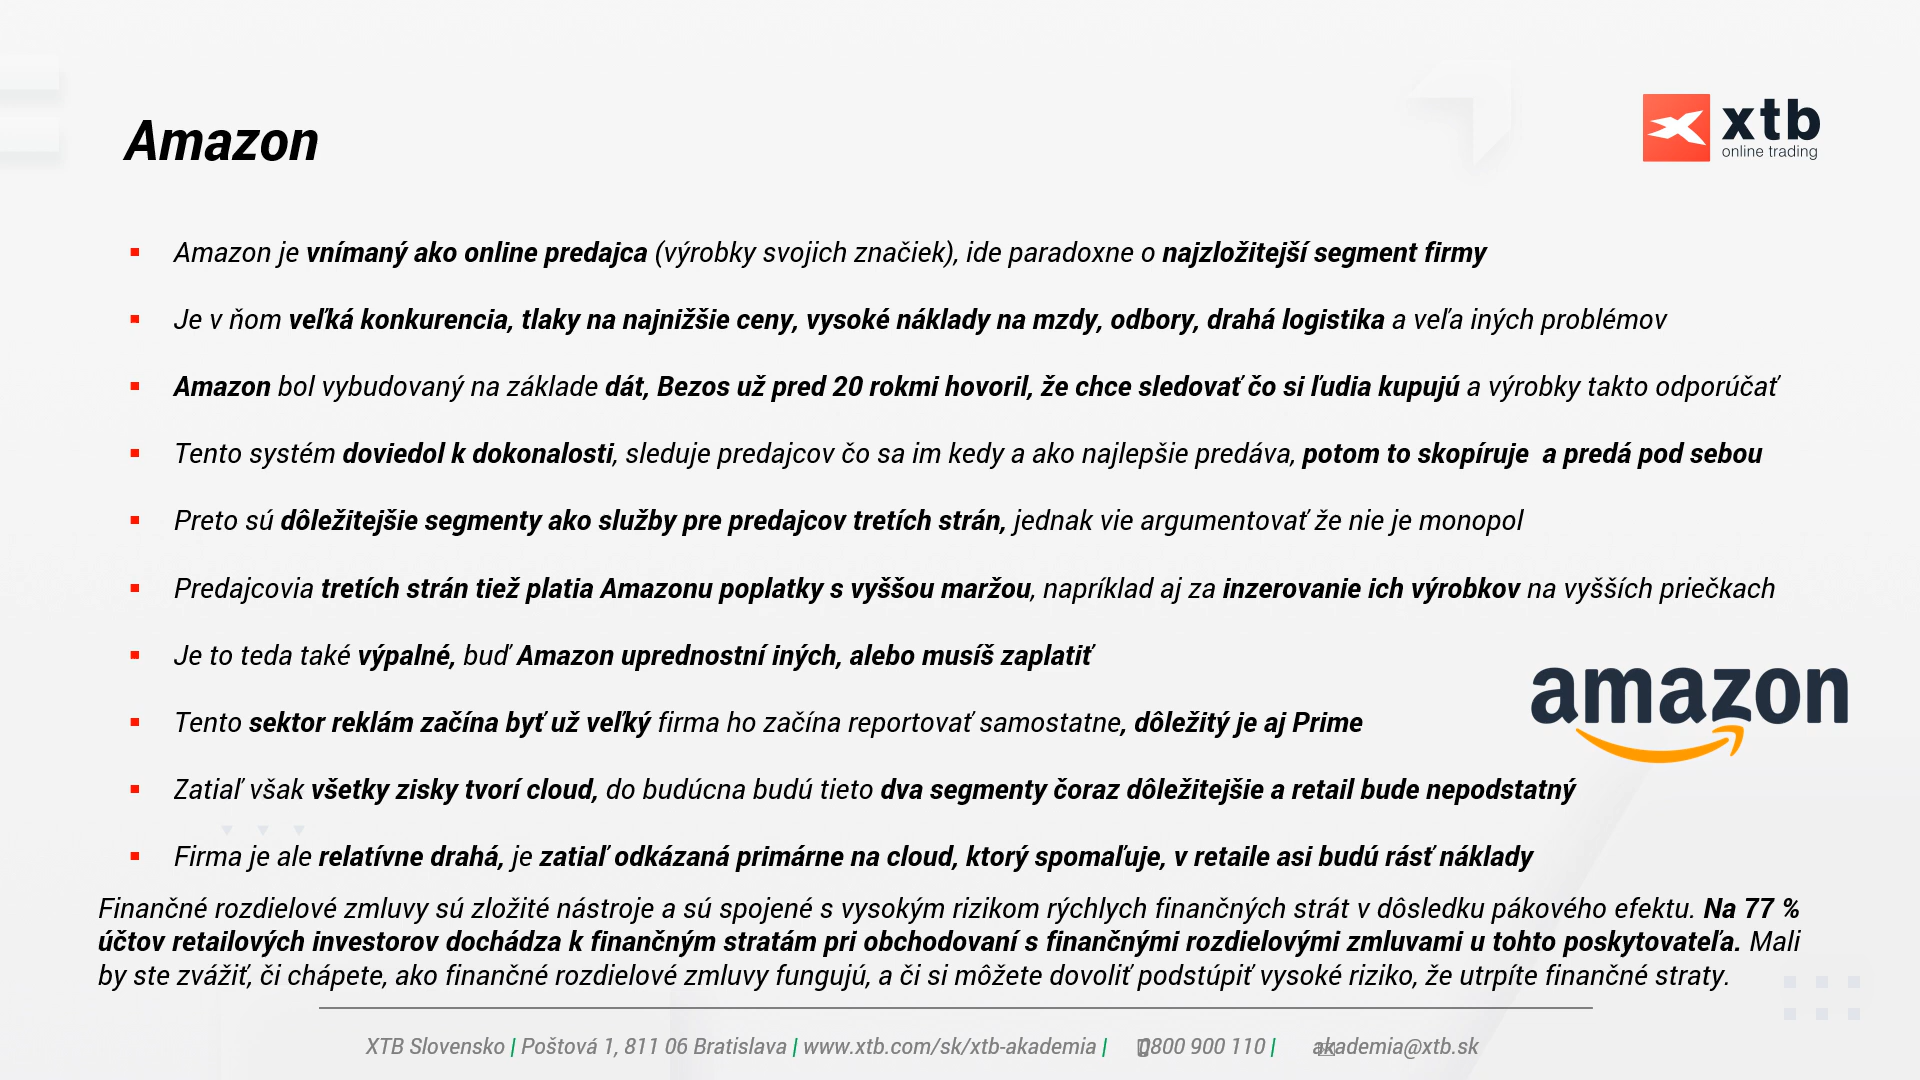 Amazon
xtb
online trading
Amazon je vnímaný ako online predajca (výrobky svojich značiek), ide paradoxne o najzložitejší segment firmy
Je v ňom veľká konkurencia, tlaky na najnižšie ceny, vysoké náklady na mzdy, odbory, drahá logistika a veľa iných problémov
Amazon bol vybudovaný na základe dát, Bezos už pred 20 rokmi hovoril, že chce sledovať čo si ľudia kupujú a výrobky takto odporúčať
Tento systém doviedol k dokonalosti, sleduje predajcov čo sa im kedy a ako najlepšie predáva, potom to skopíruje  a predá pod sebou
Preto sú dôležitejšie segmenty ako služby pre predajcov tretích strán, jednak vie argumentovať že nie je monopol
Predajcovia tretích strán tiež platia Amazonu poplatky s vyššou maržou, napríklad aj za inzerovanie ich výrobkov na vyšších priečkach
Je to teda také výpalné, buď Amazon uprednostní iných, alebo musíš zaplatiť
amazon
Tento sektor reklám začína byť už veľký firma ho začína reportovať samostatne, dôležitý je aj Prime
Zatiaľ však všetky zisky tvorí cloud, do budúcna budú tieto dva segmenty čoraz dôležitejšie a retail bude nepodstatný
Firma je ale relatívne drahá, je zatiaľ odkázaná primárne na cloud, ktorý spomaľuje, v retaile asi budú rásť náklady
Finančné rozdielové zmluvy sú zložité nástroje a sú spojené s vysokým rizikom rýchlych finančných strát v dôsledku pákového efektu. Na 77 %
účtov retailových investorov dochádza k finančným stratám pri obchodovaní s finančnými rozdielovými zmluvami u tohto poskytovateľa. Mali
by ste zvážiť, či chápete, ako finančné rozdielové zmluvy fungujú, a či si môžete dovoliť podstúpiť vysoké riziko, že utrpíte finančné straty.
XTB Slovensko | Poštová 1, 811 06 Bratislava | www.xtb.com/sk/xtb-akademia | 0800 900 110 | akademia@xtb.sk